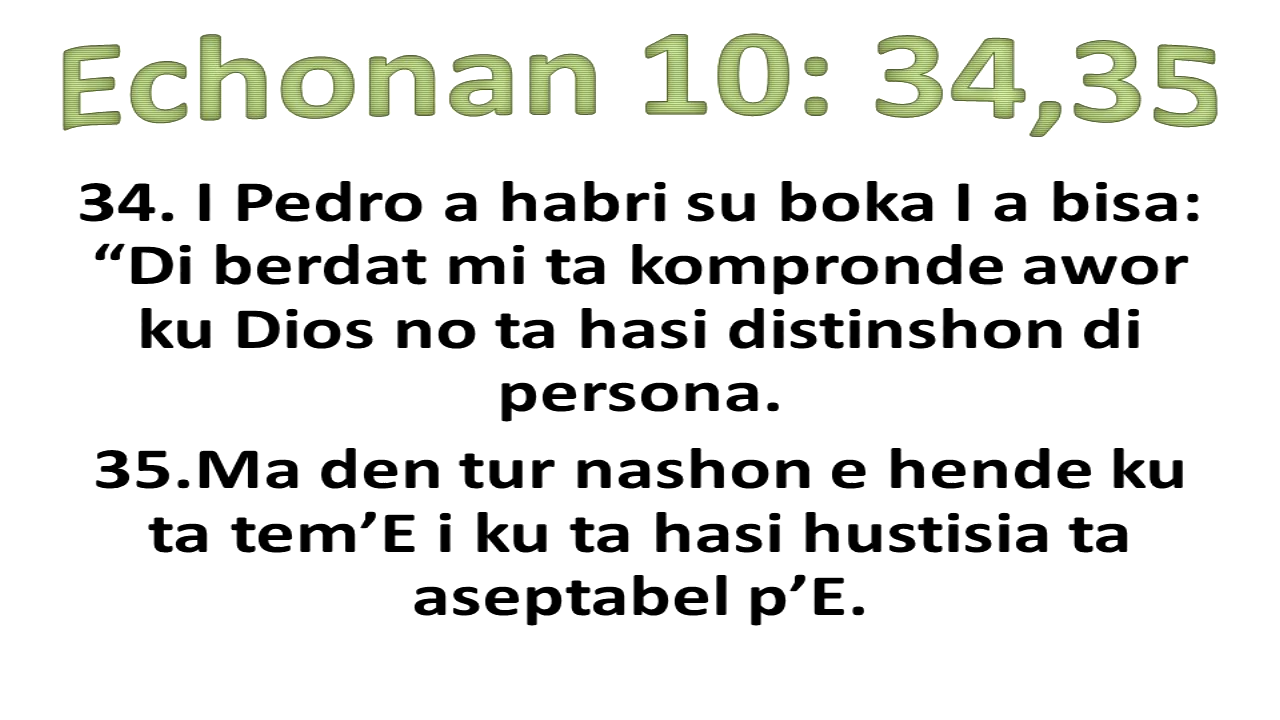 Echonan 10: 34,35
34. I Pedro a habri su boka I a bisa:
“Di berdat mi ta kompronde awor
ku Dios no ta hasi distinshon di
persona.
35.Ma den tur nashon e hende ku
ta tem’E i ku ta hasi hustisia ta
aseptabel p’E.